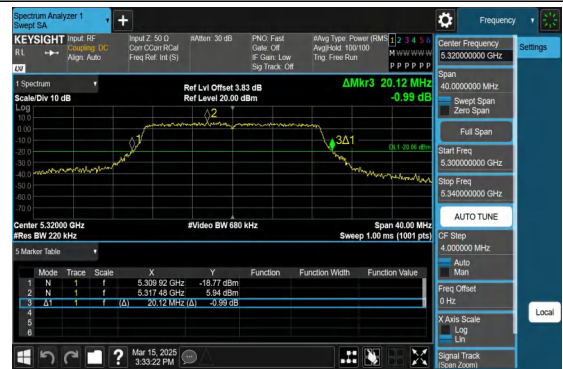 Spectrum Analyzer 1
Swept SA
Frequency
KEYSIGHT Input: RF Input Z: 50 Ω #Atten: 30 dB PNO: Fast #Avg Type: Power (RMS 1 2 3 4 5 6
RL Coupling: DC Corr CCorr RCal Gate: Off Avg|Hold: 100/100 M W W W W W
Align: Auto Freq Ref: Int (S) IF Gain: Low Trig: Free Run P P P P P P
Sig Track: Off
LXI
1 Spectrum
Ref Lvl Offset 3.83 dB ΔMkr3 20.12 MHz
Scale/Div 10 dB Ref Level 20.00 dBm -0.99 dB
Log
10.0
0.00
-10.0
-20.0
-30.0
-40.0
-50.0
-60.0
-70.0
1
2
3Δ1
DL1 -20.06 dBm
Center 5.32000 GHz #Video BW 680 kHz Span 40.00 MHz
#Res BW 220 kHz Sweep 1.00 ms (1001 pts)
5 Marker Table
Mode Trace Scale X Y Function Function Width Function Value
1 N 1 f 5.309 92 GHz -18.77 dBm
2 N 1 f 5.317 48 GHz 5.94 dBm
3 Δ1 1 f (Δ) 20.12 MHz (Δ) -0.99 dB
4
5
6
Mar 15, 2025
3:33:22 PM
Center Frequency
5.320000000 GHz
Settings
Span
40.0000000 MHz
Swept Span
Zero Span
Full Span
Start Freq
5.300000000 GHz
Stop Freq
5.340000000 GHz
AUTO TUNE
CF Step
4.000000 MHz
Auto
Man
Freq Offset
0 Hz
X Axis Scale
Log
Lin
Local
Signal Track
(Span Zoom)